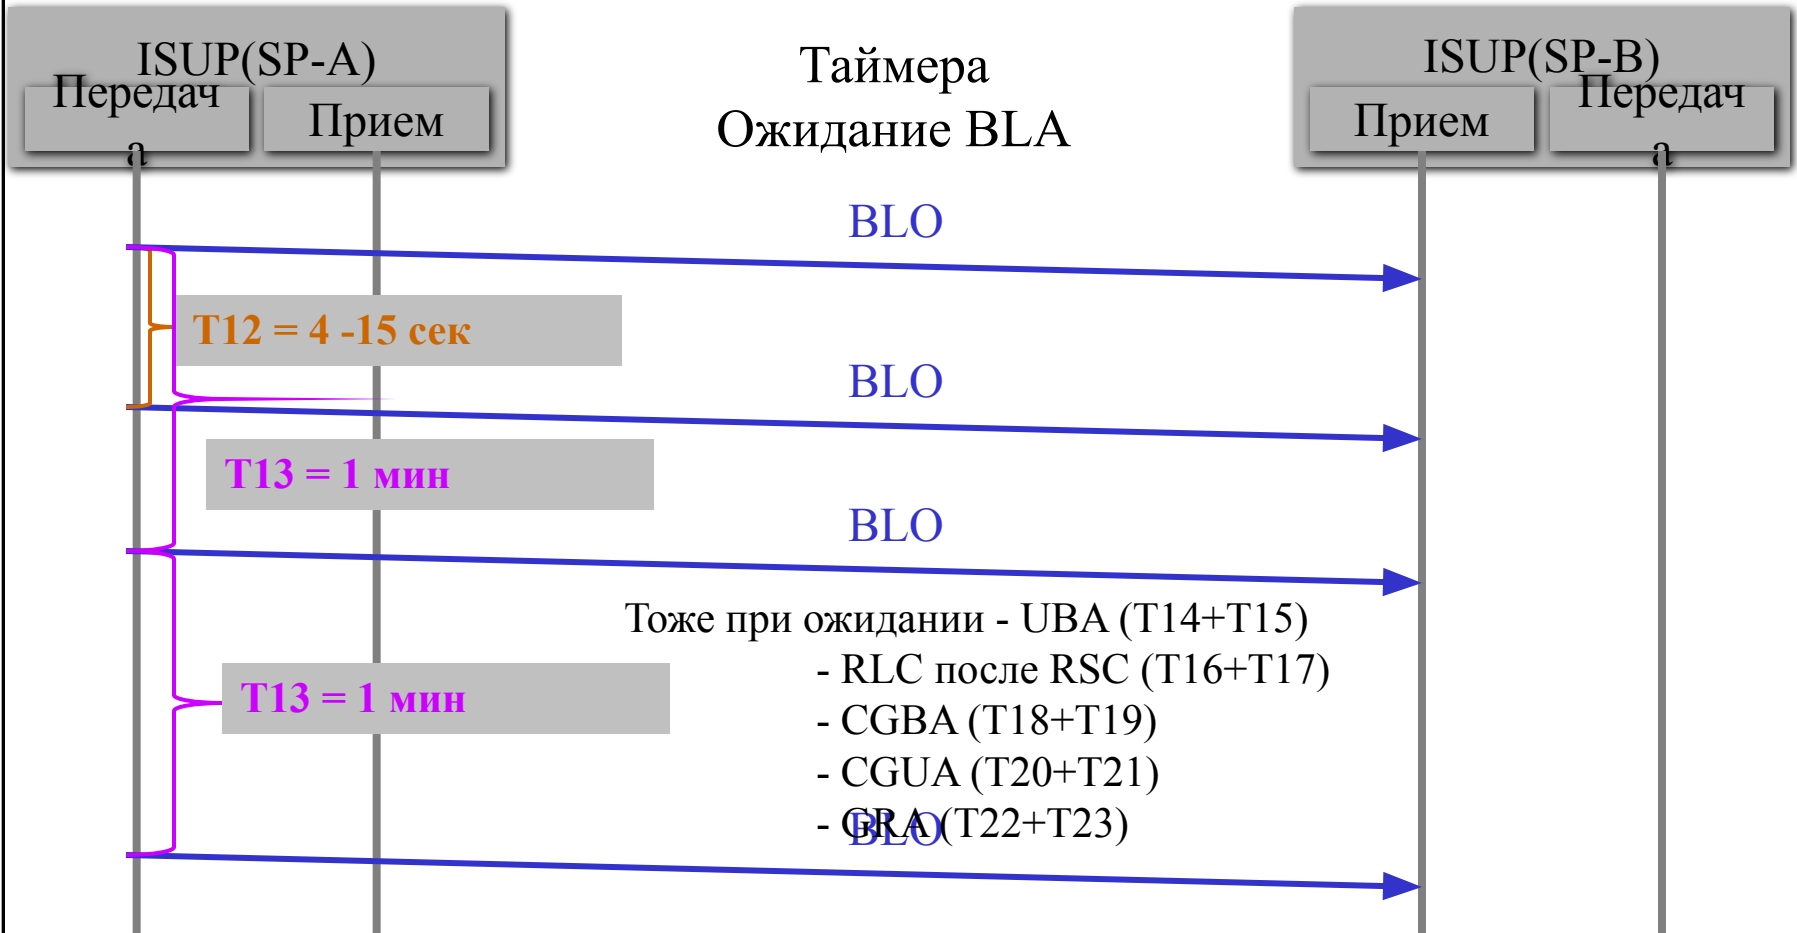 ISUP(SP-A)
Передач
а
Прием
Таймера
Ожидание BLA
ISUP(SP-B)
Прием
Передач
а
BLO
T12 = 4 -15 сек
BLO
T13 = 1 мин
BLO
Тоже при ожидании - UBA (T14+T15)
- RLC после RSC (T16+T17)
T13 = 1 мин
- CGBA (T18+T19)
- CGUA (T20+T21)
- GRA (T22+T23)
BLO